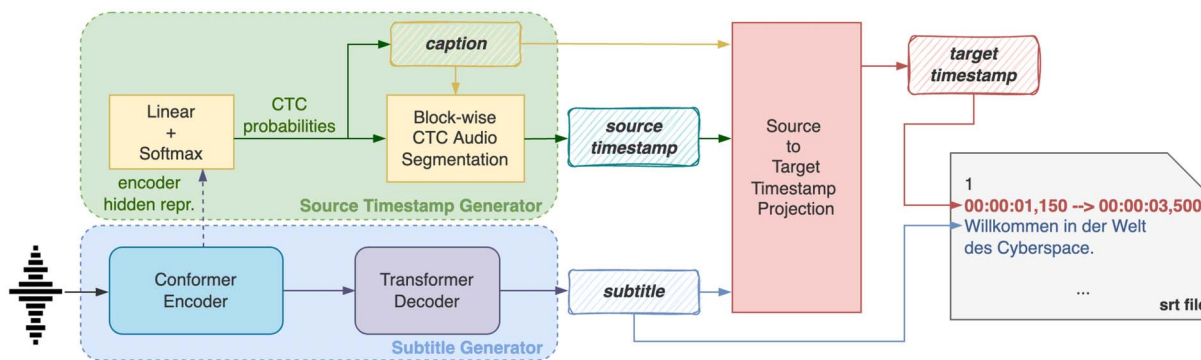 caption
Linear
+
Softmax
CTC
probabilities
Block-wise
CTC Audio
Segmentation
encoder
hidden repr.
Source Timestamp Generator
source
timestamp
Source
to
Target
Timestamp
Projection
target
timestamp
Conformer
Encoder
Transformer
Decoder
Subtitle Generator
subtitle
1
00:00:01,150 --> 00:00:03,500
Willkommen in der Welt
des Cyberspace.
...
srt file